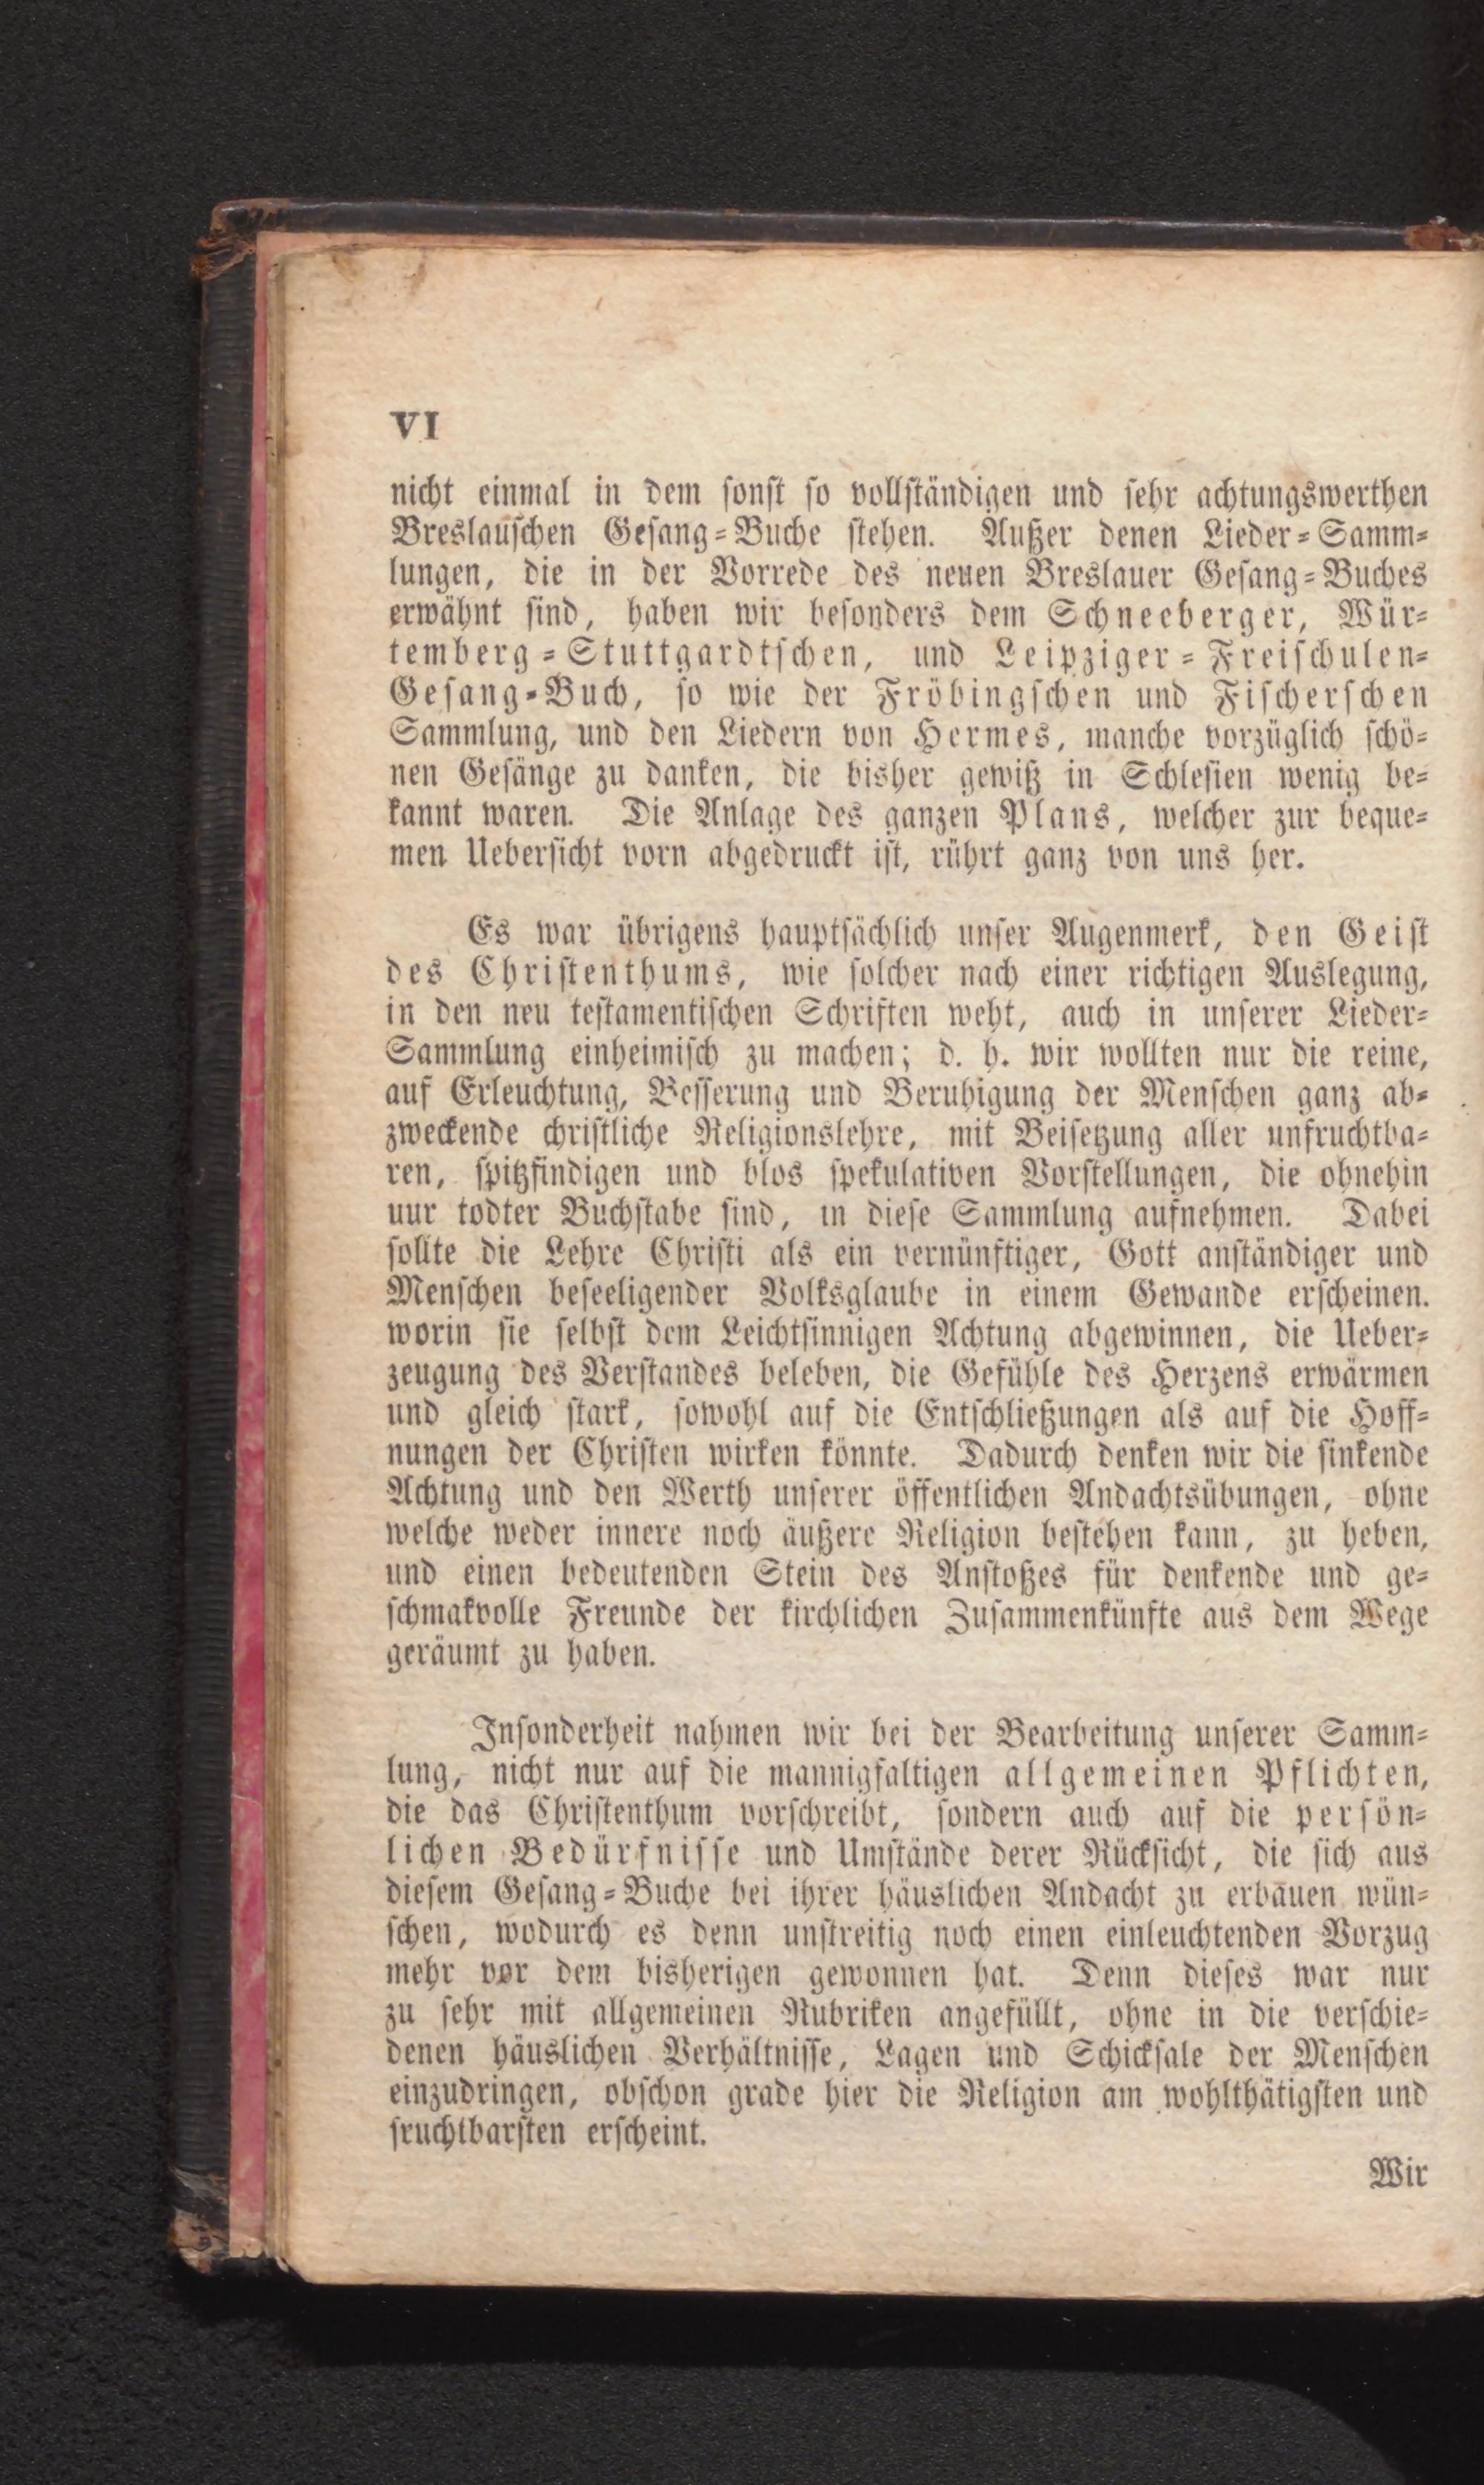 VI
nicht einmal in dem ſonſt ſo vollſtändigen und ſehr achtungswerthen
Breslauſchen Geſang-Buche ſtehen. Außer denen Lieder-Samm-
lungen, die in der Vorrede des neuen Breslauer Geſang-Buches
erwähnt ſind, haben wir beſonders dem Schneeberger, Wür-
temberg-Stuttgardtſchen, und Leipziger-Freiſchulen-
Geſang-Buch, ſo wie der Fröbingſchen und Fiſcherſchen
Sammlung, und den Liedern von Hermes, manche vorzüglich ſchö-
nen Geſänge zu danken, die bisher gewiß in Schleſien wenig be-
kannt waren. Die Anlage des ganzen Plans, welcher zur beque-
men Ueberſicht vorn abgedruckt iſt, rührt ganz von uns her.
Es war übrigens hauptſächlich unſer Augenmerk, den Geiſt
des Chriſtenthums, wie ſolcher nach einer richtigen Auslegung,
in den neu teſtamentiſchen Schriften weht, auch in unſerer Lieder-
Sammlung einheimiſch zu machen; d. h. wir wollten nur die reine,
auf Erleuchtung, Beſſerung und Beruhigung der Menſchen ganz ab-
zweckende chriſtliche Religionslehre, mit Beiſetzung aller unfruchtba-
ren, ſpitzfindigen und blos ſpekulativen Vorſtellungen, die ohnehin
uur todter Buchſtabe ſind, in dieſe Sammlung aufnehmen. Dabei
ſollte die Lehre Chriſti als ein vernünftiger, Gott anſtändiger und
Menſchen beſeeligender Volksglaube in einem Gewande erſcheinen.
worin ſie ſelbſt dem Leichtſinnigen Achtung abgewinnen, die Ueber-
zeugung des Verſtandes beleben, die Gefühle des Herzens erwärmen
und gleich ſtark, ſowohl auf die Entſchließungen als auf die Hoff-
nungen der Chriſten wirken könnte. Dadurch denken wir die ſinkende
Achtung und den Werth unſerer öffentlichen Andachtsübungen, ohne
welche weder innere noch äußere Religion beſtehen kann, zu heben,
und einen bedeutenden Stein des Anſtoßes für denkende und ge-
ſchmakvolle Freunde der kirchlichen Zuſammenkünfte aus dem Wege
geräumt zu haben.
Inſonderheit nahmen wir bei der Bearbeitung unſerer Samm-
lung, nicht nur auf die mannigfaltigen allgemeinen Pflichten,
die das Chriſtenthum vorſchreibt, ſondern auch auf die perſön-
lichen Bedürfniſſe und Umſtände derer Rückſicht, die ſich aus
dieſem Geſang-Buche bei ihrer häuslichen Andacht zu erbauen wün-
ſchen, wodurch es denn unſtreitig noch einen einleuchtenden Vorzug
mehr vor dem bisherigen gewonnen hat. Denn dieſes war nur
zu ſehr mit allgemeinen Rubriken angefüllt, ohne in die verſchie-
denen häuslichen Verhältniſſe, Lagen und Schickſale der Menſchen
einzudringen, obſchon grade hier die Religion am wohlthätigſten und
fruchtbarſten erſcheint.
Wir